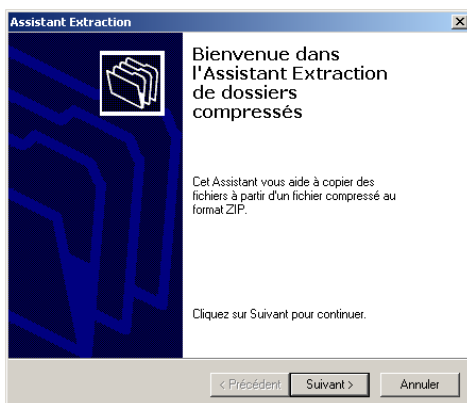 Assistant Extraction
Bienvenue dans
l'Assistant Extraction
de dossiers
compressés
Cet Assistant vous aide à copier des
fichiers à partir d'un fichier compressé au
format ZIP.
Cliquez sur Suivant pour continuer.
< Précédent Suivant > Annuler